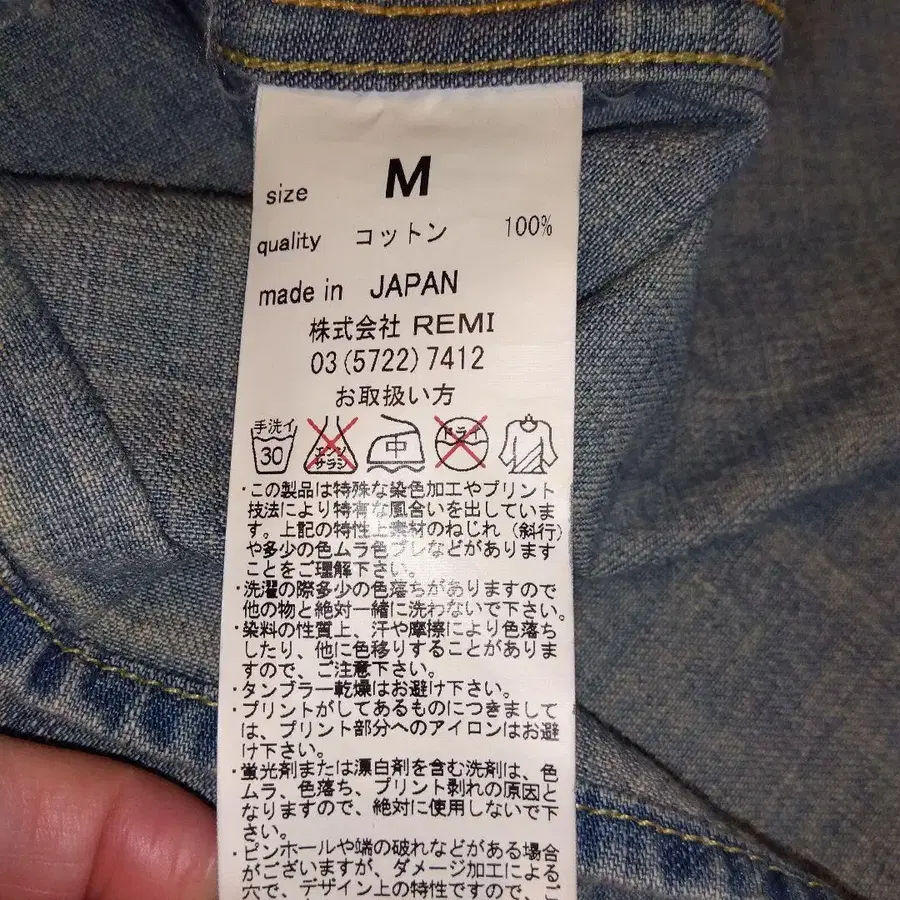 size M
quality コットン 100%
made in JAPAN
株式会社 REMI
03(5722)7412
お取扱い方
手洗イ 30 エンソサラシ 中 ドライ
・この製品は特殊な染色加工やプリント
技法により特有な風合いを出していま
す。上記の特性上素材のねじれ（斜行）
や多少の色ムラ色ブレなどがあります
ことをご理解下さい。
・洗濯の際多少の色落ちがありますので
他の物と絶対一緒に洗わないで下さい。
・染料の性質上、汗や摩擦により色落ち
したり、他に色移りすることがありま
すので、ご注意下さい。
・タンブラー乾燥はお避け下さい。
・プリントがしてあるものにつきまして
は、プリント部分へのアイロンはお避
け下さい。
・蛍光剤または漂白剤を含む洗剤は、色
ムラ、色落ち、プリント剥れの原因と
なりますので、絶対に使用しないで下
さい。
・ピンホールや端の破れなどがある場合
がございますが、ダメージ加工による
穴で、デザイン上の特性ですので、ご